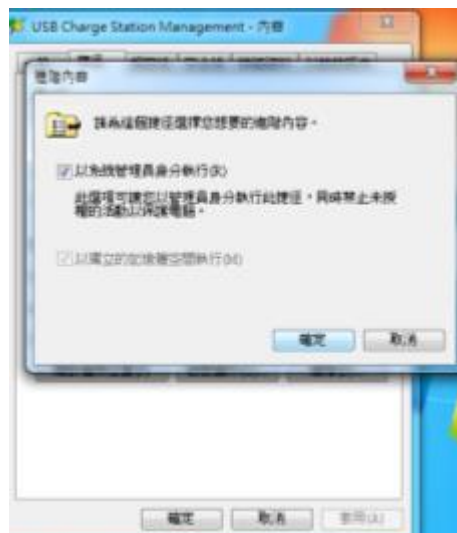 USB Charge Station Management - 內容
進階內容
請為這個捷徑選擇您想要的進階內容。
以系統管理員身分執行(R)
此選項可讓您以管理員身分執行此捷徑，同時禁止未授
權的活動以保護電腦。
以獨立的記憶體空間執行(M)
確定 取消
確定 取消 套用(A)